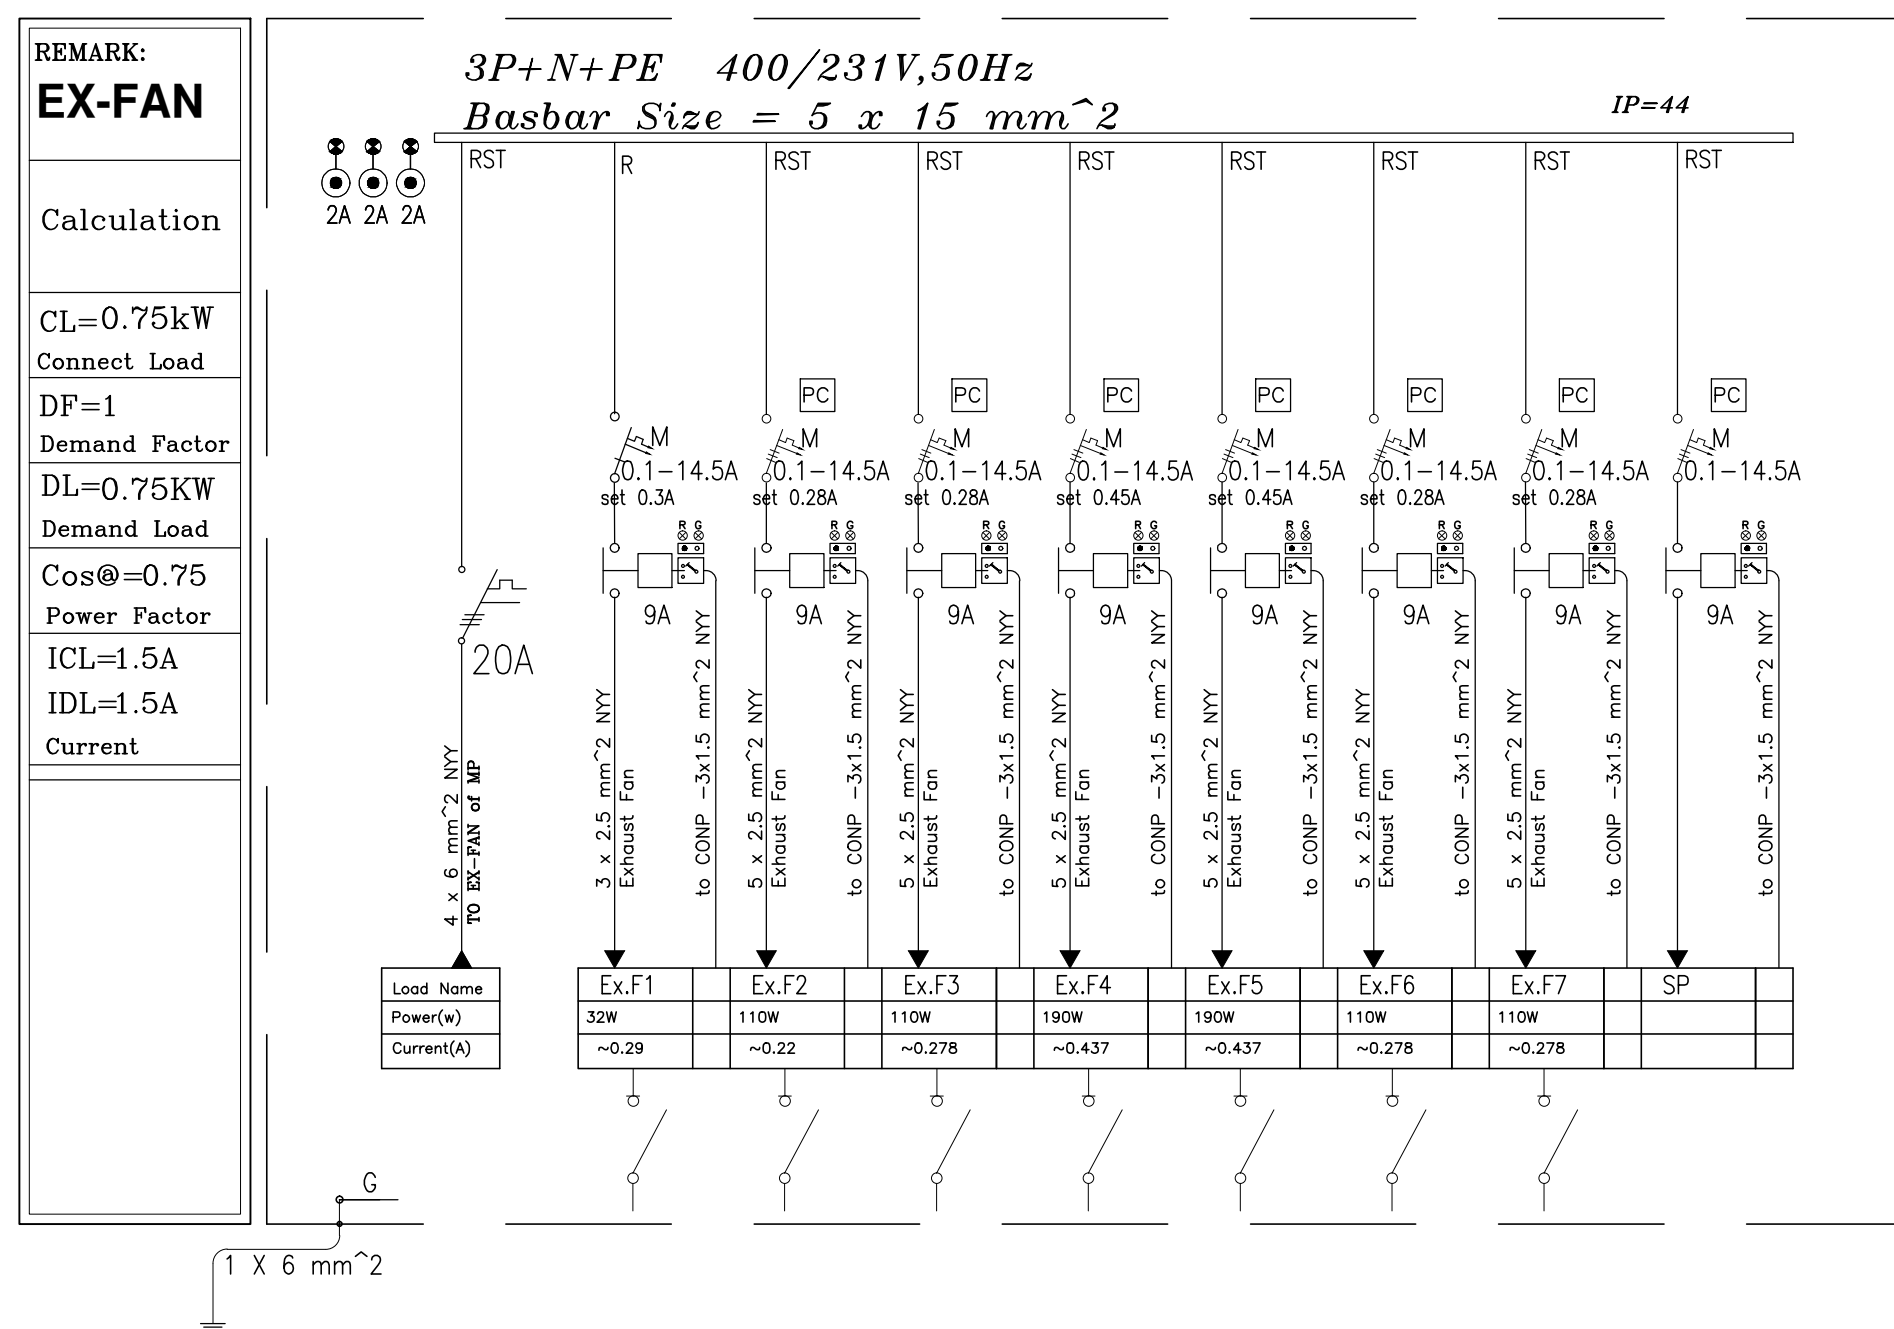 REMARK:
EX-FAN
Calculation
CL=0.75kW
Connect Load
DF=1
Demand Factor
DL=0.75KW
Demand Load
Cos@=0.75
Power Factor
ICL=1.5A
IDL=1.5A
Current
3P+N+PE 400/231V,50Hz
Basbar Size = 5 x 15 mm^2
IP=44
2A 2A 2A
RST R RST RST RST RST RST RST RST
PC PC PC PC PC PC PC
M M M M M M M M
0.1-14.5A 0.1-14.5A 0.1-14.5A 0.1-14.5A 0.1-14.5A 0.1-14.5A 0.1-14.5A 0.1-14.5A
set 0.3A set 0.28A set 0.28A set 0.45A set 0.45A set 0.28A set 0.28A
R G R G R G R G R G R G R G R G
9A 9A 9A 9A 9A 9A 9A 9A
20A
4 x 6 mm^2 NYY
TO EX-FAN of MP
3 x 2.5 mm^2 NYY
Exhaust Fan
to CONP -3x1.5 mm^2 NYY
5 x 2.5 mm^2 NYY
Exhaust Fan
to CONP -3x1.5 mm^2 NYY
5 x 2.5 mm^2 NYY
Exhaust Fan
to CONP -3x1.5 mm^2 NYY
5 x 2.5 mm^2 NYY
Exhaust Fan
to CONP -3x1.5 mm^2 NYY
5 x 2.5 mm^2 NYY
Exhaust Fan
to CONP -3x1.5 mm^2 NYY
5 x 2.5 mm^2 NYY
Exhaust Fan
to CONP -3x1.5 mm^2 NYY
5 x 2.5 mm^2 NYY
Exhaust Fan
to CONP -3x1.5 mm^2 NYY
to CONP -3x1.5 mm^2 NYY
Load Name Ex.F1 Ex.F2 Ex.F3 Ex.F4 Ex.F5 Ex.F6 Ex.F7 SP
Power(w) 32W 110W 110W 190W 190W 110W 110W
Current(A) ~0.29 ~0.22 ~0.278 ~0.437 ~0.437 ~0.278 ~0.278
G
1 X 6 mm^2